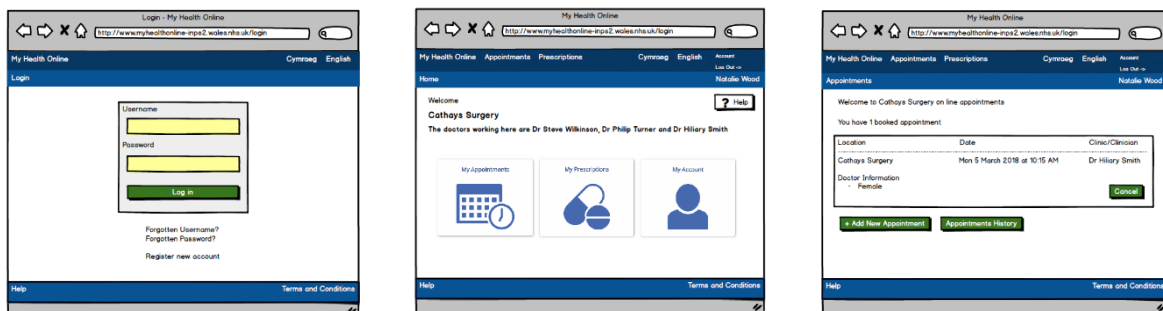 Login - My Health Online
http://www.myhealthonline-inps2.wales.nhs.uk/login
My Health Online Cymraeg English
Login
Username
Password
Log in
Forgotten Username?
Forgotten Password?
Register new account
Help Terms and Conditions
My Health Online
http://www.myhealthonline-inps2.wales.nhs.uk/login
My Health Online Appointments Prescriptions Cymraeg English Account
Log Out ->
Home Natalie Wood
Welcome
? Help
Cathays Surgery
The doctors working here are Dr Steve Wilkinson, Dr Philip Turner and Dr Hiliary Smith
My Appointments My Prescriptions My Account
Help Terms and Conditions
My Health Online
http://www.myhealthonline-inps2.wales.nhs.uk/login
My Health Online Appointments Prescriptions Cymraeg English Account
Log Out ->
Appointments Natalie Wood
Welcome to Cathays Surgery on line appointments
You have 1 booked appointment
Location Date Clinic/Clinician
Cathays Surgery Mon 5 March 2018 at 10:15 AM Dr Hiliary Smith
Doctor Information
- Female
Cancel
+ Add New Appointment Appointments History
Help Terms and Conditions